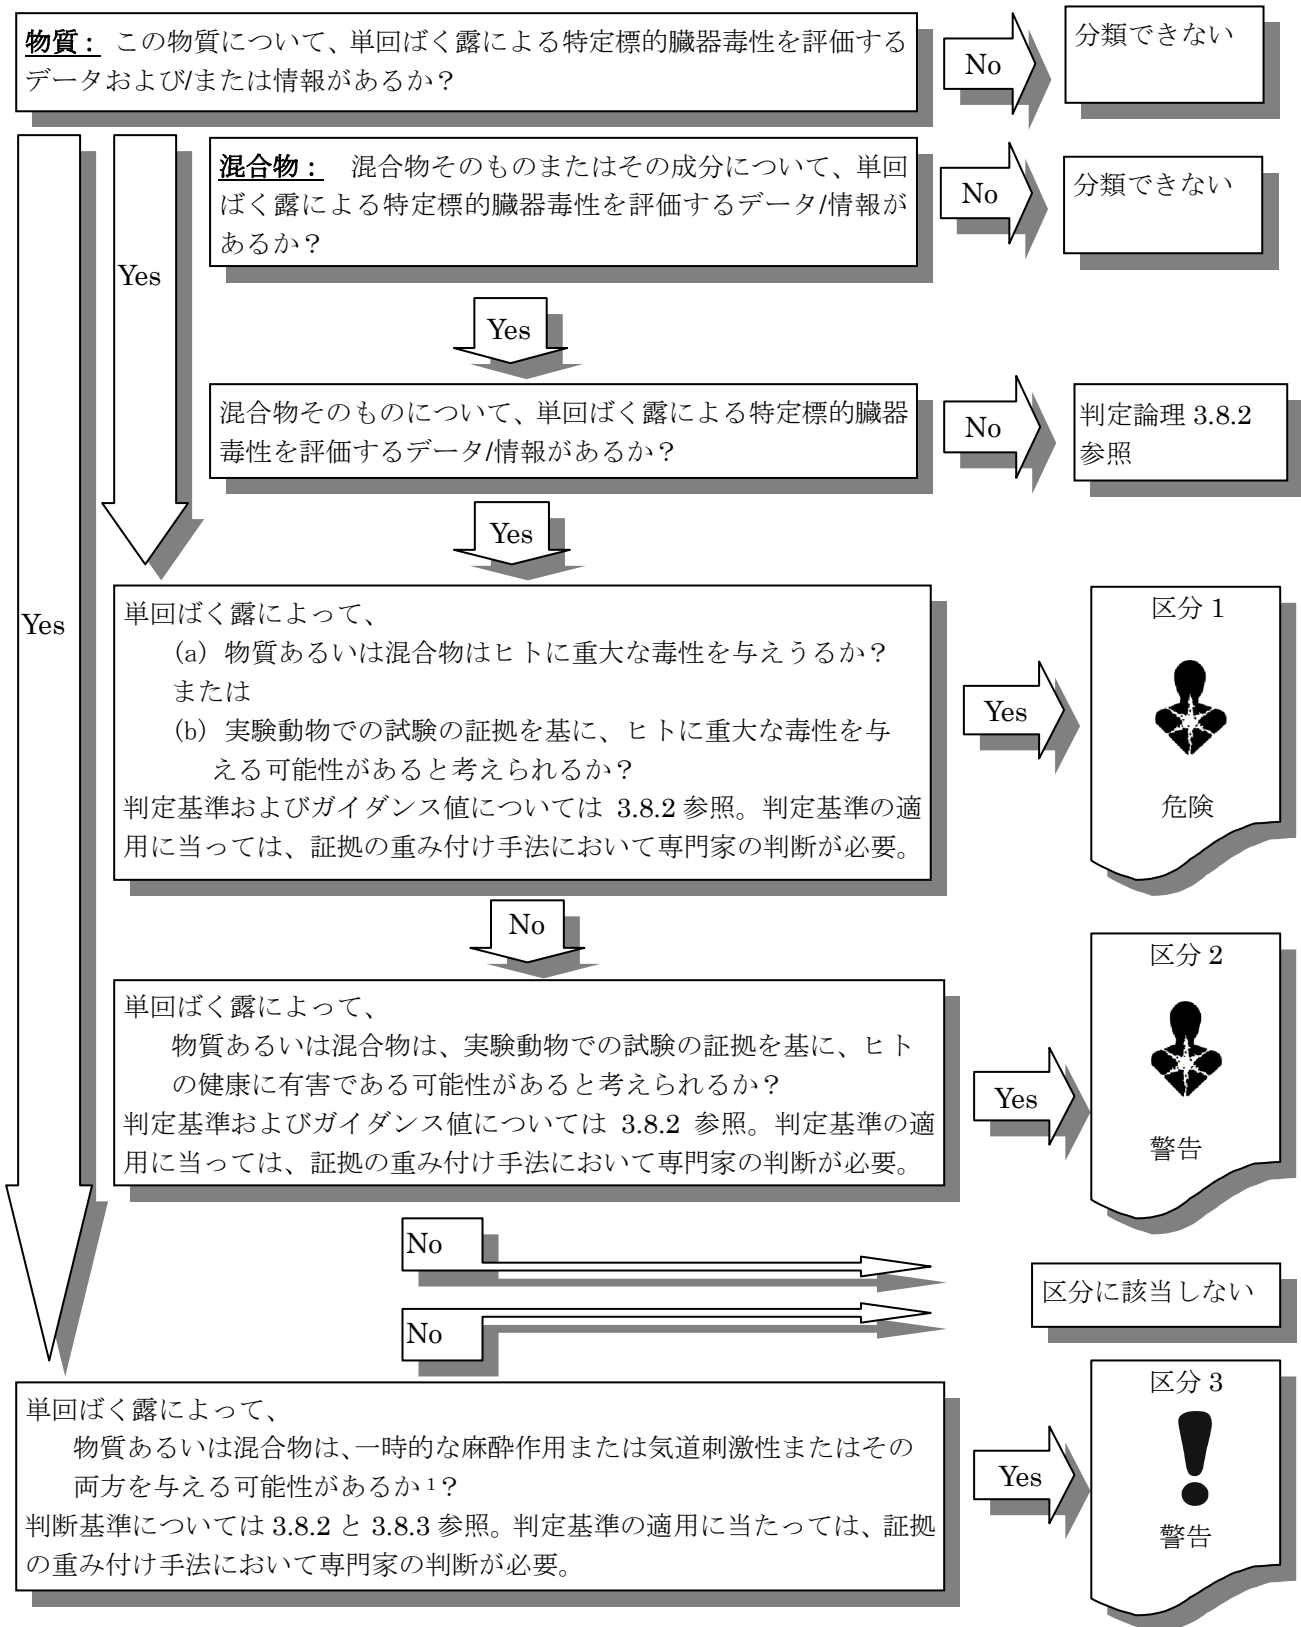 物質： この物質について、単回ばく露による特定標的臓器毒性を評価する
データおよび/または情報があるか？
No
分類できない
混合物： 混合物そのものまたはその成分について、単回
ばく露による特定標的臓器毒性を評価するデータ/情報が
あるか？
No
分類できない
Yes
Yes
混合物そのものについて、単回ばく露による特定標的臓器
毒性を評価するデータ/情報があるか？
No
判定論理 3.8.2
参照
Yes
Yes
単回ばく露によって、
(a) 物質あるいは混合物はヒトに重大な毒性を与えうるか？
または
(b) 実験動物での試験の証拠を基に、ヒトに重大な毒性を与
える可能性があると考えられるか？
判定基準およびガイダンス値については 3.8.2 参照。判定基準の適
用に当っては、証拠の重み付け手法において専門家の判断が必要。
Yes
区分 1
危険
No
単回ばく露によって、
物質あるいは混合物は、実験動物での試験の証拠を基に、ヒト
の健康に有害である可能性があると考えられるか？
判定基準およびガイダンス値については 3.8.2 参照。判定基準の適
用に当っては、証拠の重み付け手法において専門家の判断が必要。
Yes
区分 2
警告
No
区分に該当しない
No
単回ばく露によって、
物質あるいは混合物は、一時的な麻酔作用または気道刺激性またはその
両方を与える可能性があるか 1？
判断基準については 3.8.2 と 3.8.3 参照。判定基準の適用に当たっては、証拠
の重み付け手法において専門家の判断が必要。
Yes
区分 3
警告